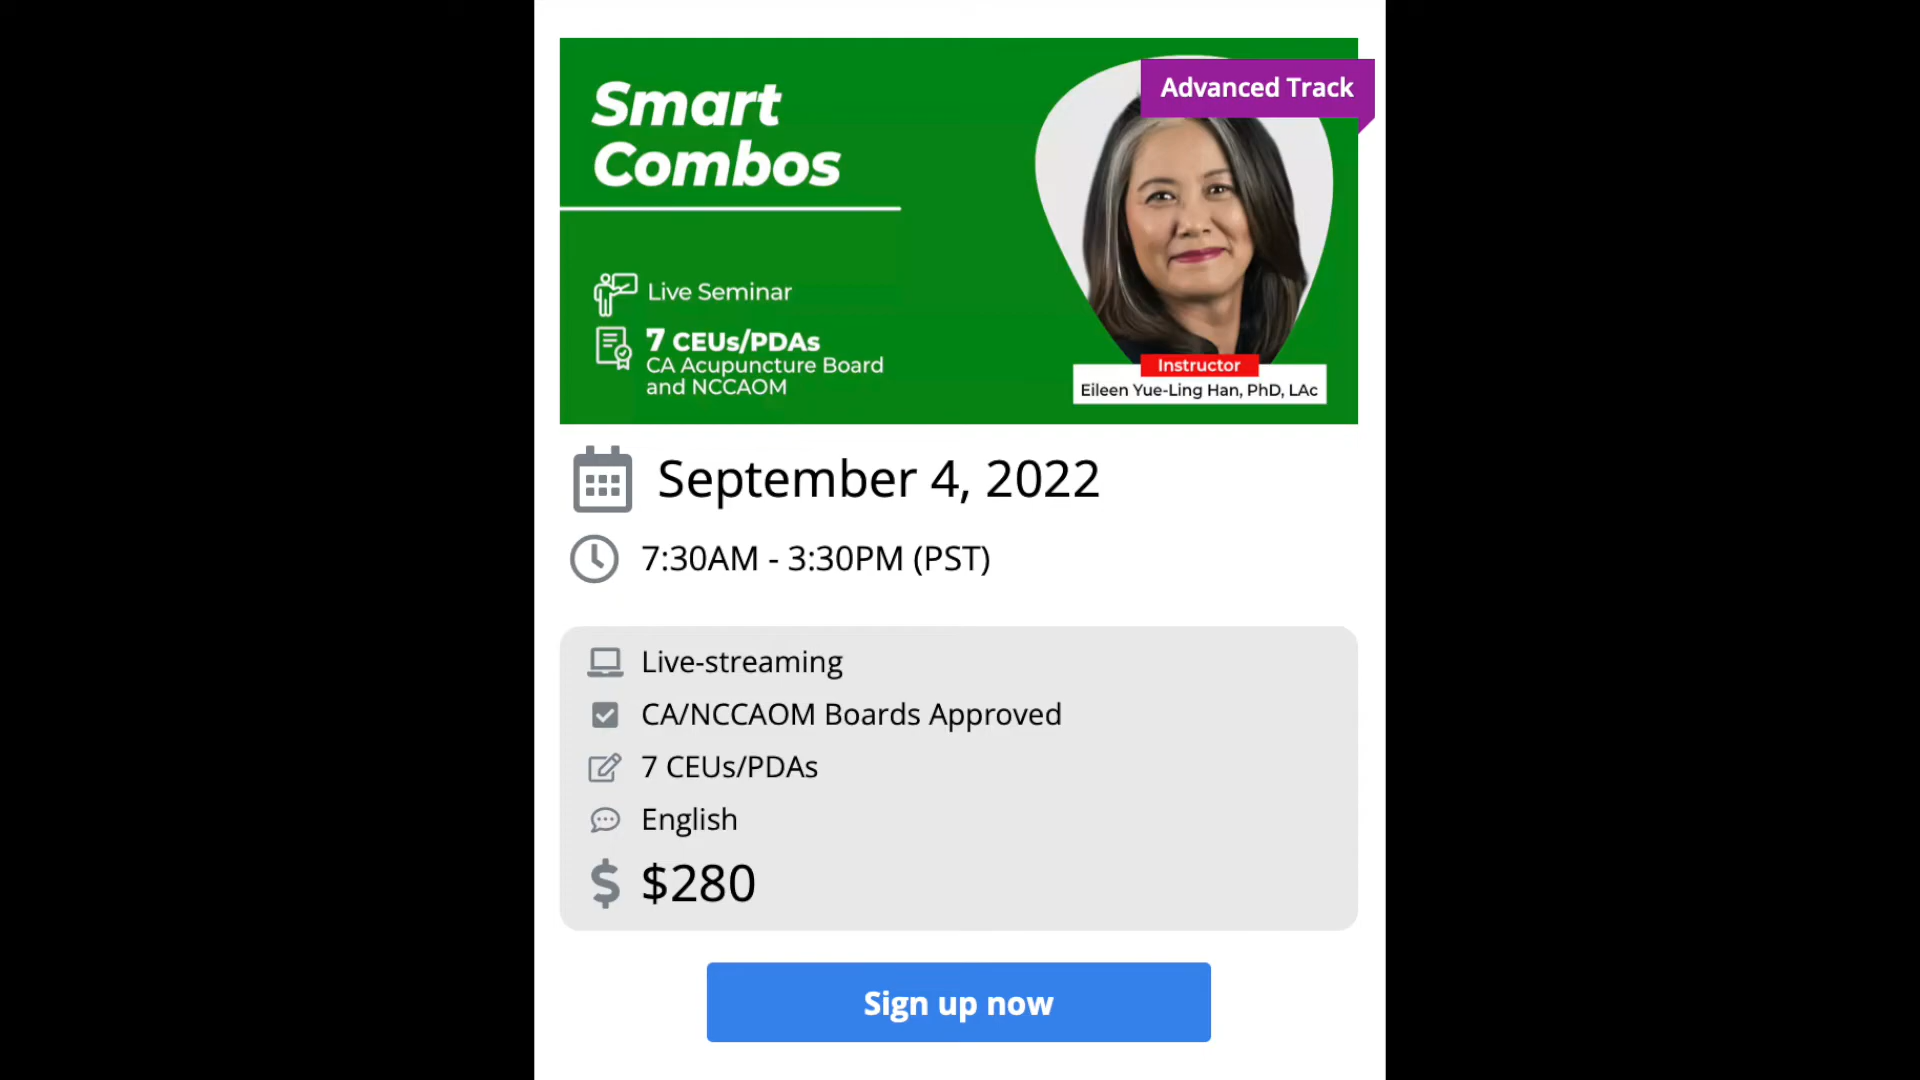 Smart
Combos
Advanced Track
Live Seminar
7 CEUs/PDAs
CA Acupuncture Board
and NCCAOM
Instructor
Eileen Yue-Ling Han, PhD, LAc
September 4, 2022
7:30AM - 3:30PM (PST)
Live-streaming
CA/NCCAOM Boards Approved
7 CEUs/PDAs
English
$280
Sign up now